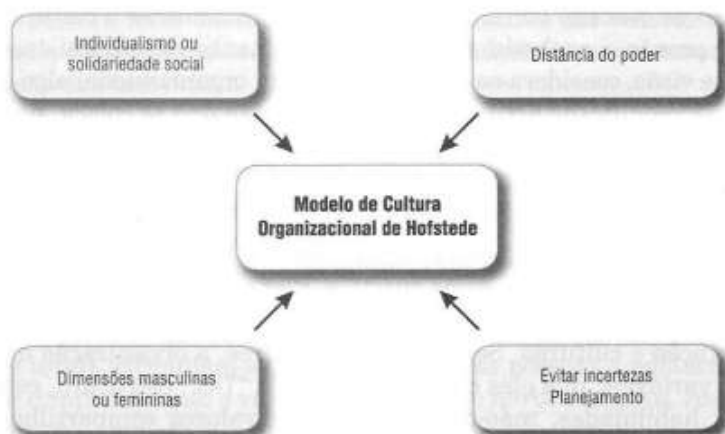 Individualismo ou
solidariedade social
Distância do poder
Modelo de Cultura
Organizacional de Hofstede
Dimensões masculinas
ou femininas
Evitar incertezas
Planejamento